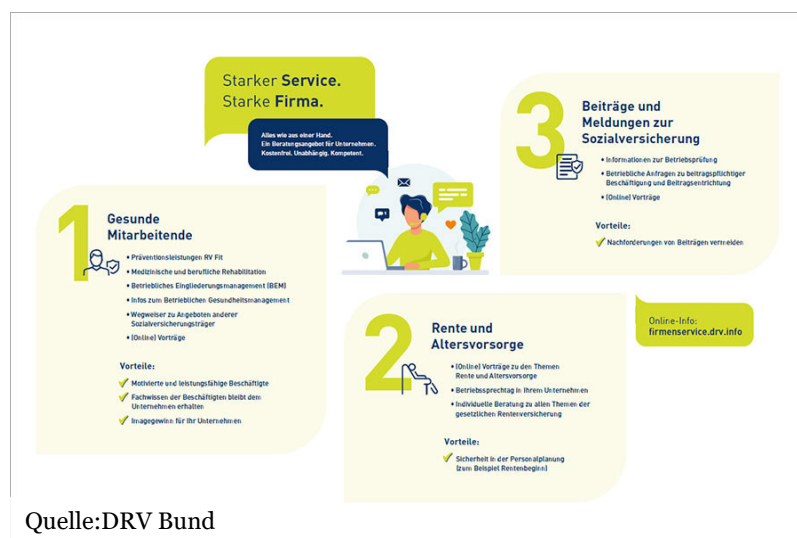 Starker Service.
Starke Firma.
Alles wie aus einer Hand.
Ein Beratungsangebot für Unternehmen.
Kostenfrei. Unabhängig. Kompetent.
1
Gesunde
Mitarbeitende
• Präventionsleistungen RV Fit
• Medizinische und berufliche Rehabilitation
• Betriebliches Eingliederungsmanagement (BEM)
• Infos zum Betrieblichen Gesundheitsmanagement
• Wegweiser zu Angeboten anderer
Sozialversicherungsträger
• (Online) Vorträge
Vorteile:
Motivierte und leistungsfähige Beschäftigte
Fachwissen der Beschäftigten bleibt dem
Unternehmen erhalten
Imagegewinn für Ihr Unternehmen
2
Rente und
Altersvorsorge
• (Online) Vorträge zu den Themen
Rente und Altersvorsorge
• Betriebssprechtag in Ihrem Unternehmen
• Individuelle Beratung zu allen Themen der
gesetzlichen Rentenversicherung
Vorteile:
Sicherheit in der Personalplanung
(zum Beispiel Rentenbeginn)
3
Beiträge und
Meldungen zur
Sozialversicherung
• Informationen zur Betriebsprüfung
• Betriebliche Anfragen zu beitragspflichtiger
Beschäftigung und Beitragsentrichtung
• (Online) Vorträge
Vorteile:
Nachforderungen von Beiträgen vermeiden
Online-Info:
firmenservice.drv.info
Quelle:DRV Bund